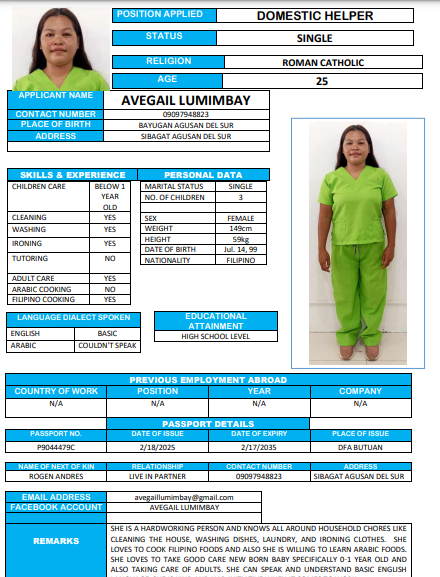 POSITION APPLIED DOMESTIC HELPER
STATUS SINGLE
RELIGION ROMAN CATHOLIC
AGE 25
APPLICANT NAME AVEGAIL LUMIMBAY
CONTACT NUMBER 09097948823
PLACE OF BIRTH BAYUGAN AGUSAN DEL SUR
ADDRESS SIBAGAT AGUSAN DEL SUR
SKILLS & EXPERIENCE PERSONAL DATA
CHILDREN CARE BELOW 1 YEAR OLD
CLEANING YES
WASHING YES
IRONING YES
TUTORING NO
ADULT CARE YES
ARABIC COOKING NO
FILIPINO COOKING YES
MARITAL STATUS SINGLE
NO. OF CHILDREN 3
SEX FEMALE
WEIGHT 149cm
HEIGHT 59kg
DATE OF BIRTH Jul. 14, 99
NATIONALITY FILIPINO
LANGUAGE DIALECT SPOKEN
ENGLISH BASIC
ARABIC COULDN'T SPEAK
EDUCATIONAL ATTAINMENT
HIGH SCHOOL LEVEL
PREVIOUS EMPLOYMENT ABROAD
COUNTRY OF WORK POSITION YEAR COMPANY
N/A N/A N/A N/A
PASSPORT DETAILS
PASSPORT NO. DATE OF ISSUE DATE OF EXPIRY PLACE OF ISSUE
P9044479C 2/18/2025 2/17/2035 DFA BUTUAN
NAME OF NEXT OF KIN RELATIONSHIP CONTACT NUMBER ADDRESS
ROGEN ANDRES LIVE IN PARTNER 09097948823 SIBAGAT AGUSAN DEL SUR
EMAIL ADDRESS avegaillumimbay@gmail.com
FACEBOOK ACCOUNT AVEGAIL LUMIMBAY
REMARKS
SHE IS A HARDWORKING PERSON AND KNOWS ALL AROUND HOUSEHOLD CHORES LIKE
CLEANING THE HOUSE, WASHING DISHES, LAUNDRY, AND IRONING CLOTHES. SHE
LOVES TO COOK FILIPINO FOODS AND ALSO SHE IS WILLING TO LEARN ARABIC FOODS.
SHE LOVES TO TAKE GOOD CARE NEW BORN BABY SPECIFICALLY 0-1 YEAR OLD AND
ALSO TAKING CARE OF ADULTS. SHE CAN SPEAK AND UNDERSTAND BASIC ENGLISH